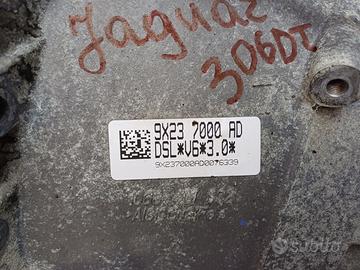 Jaguar
306DT
9X23 7000 AD
DSL*V6*3.0*
9X237000AD0076339
subito